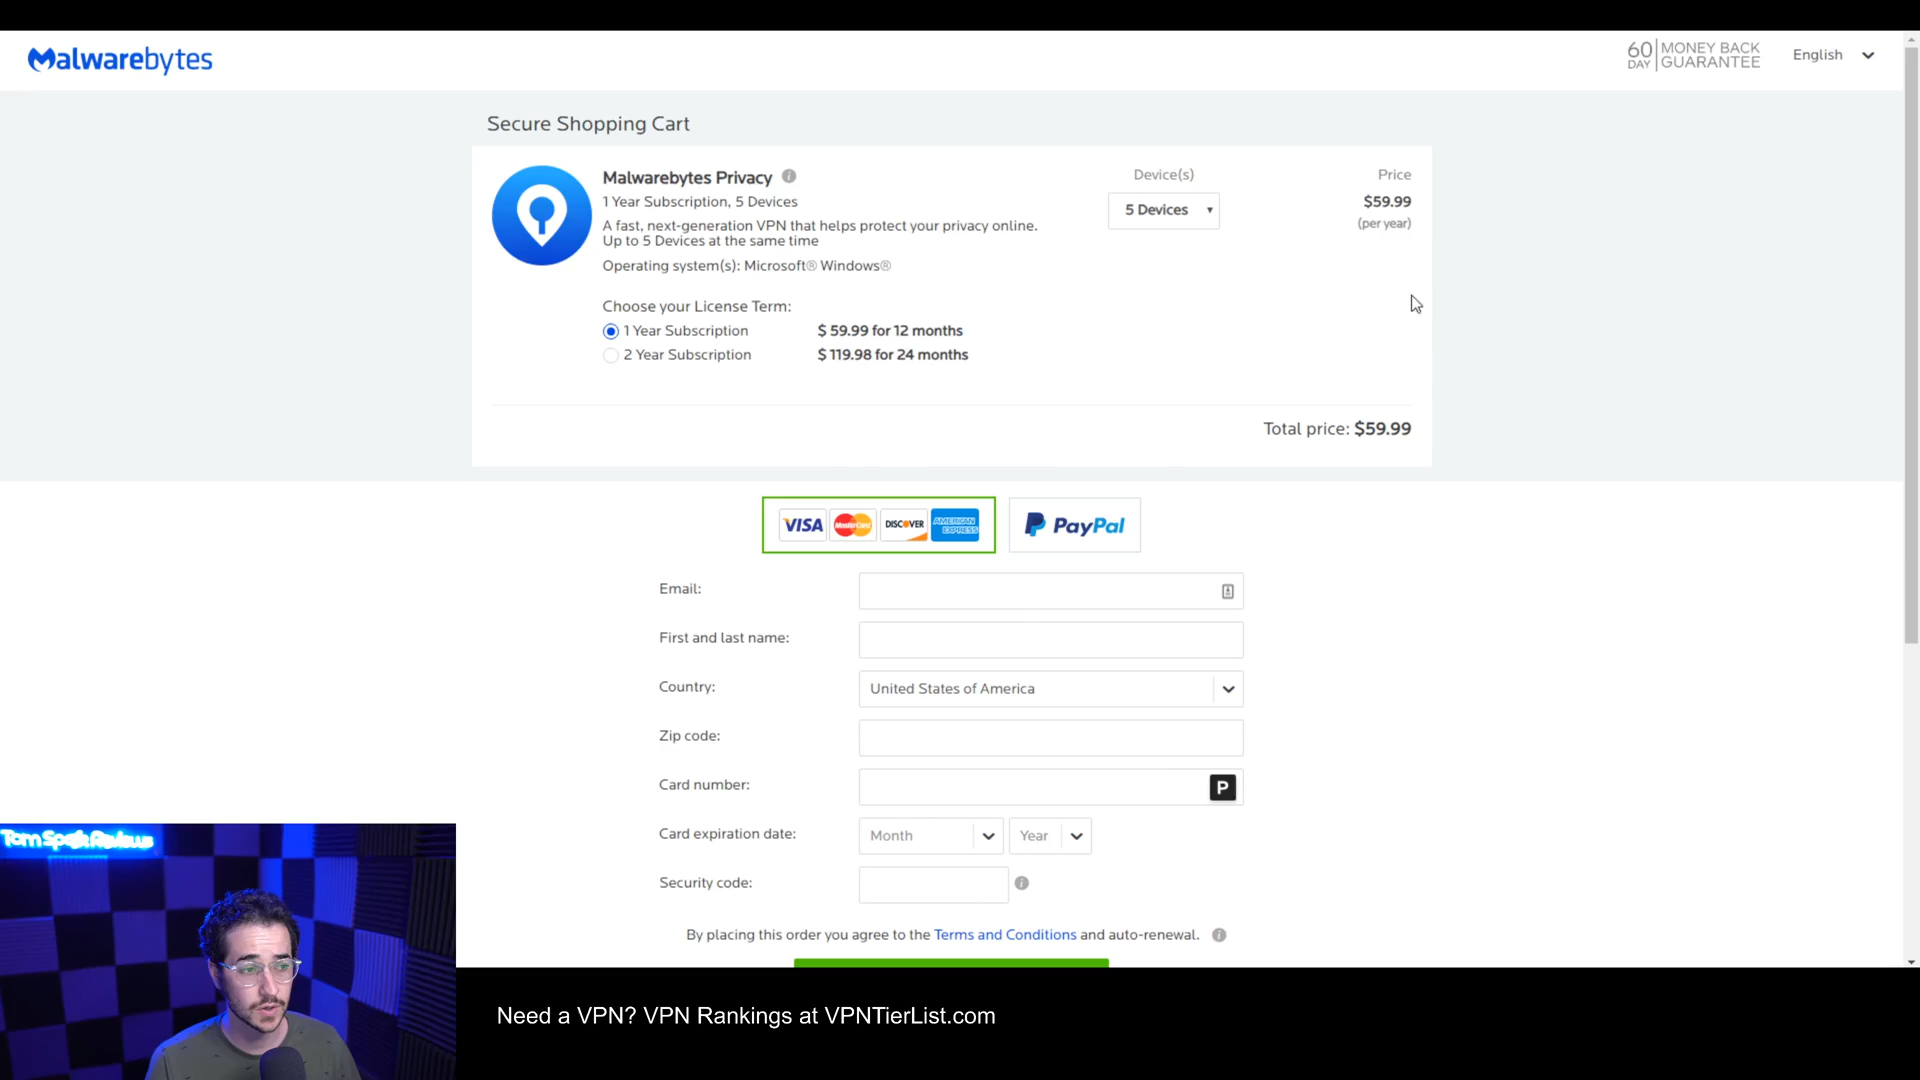 Malwarebytes
60 DAY MONEY BACK GUARANTEE
English
Secure Shopping Cart
Malwarebytes Privacy
Device(s)
Price
1 Year Subscription, 5 Devices
5 Devices
$59.99
(per year)
A fast, next-generation VPN that helps protect your privacy online.
Up to 5 Devices at the same time
Operating system(s): Microsoft® Windows®
Choose your License Term:
1 Year Subscription $ 59.99 for 12 months
2 Year Subscription $ 119.98 for 24 months
Total price: $59.99
VISA MasterCard DISCOVER AMERICAN EXPRESS PayPal
Email:
First and last name:
Country: United States of America
Zip code:
Card number: P
Card expiration date: Month Year
Security code:
By placing this order you agree to the Terms and Conditions and auto-renewal.
Tom Spark Reviews
Need a VPN? VPN Rankings at VPNTierList.com